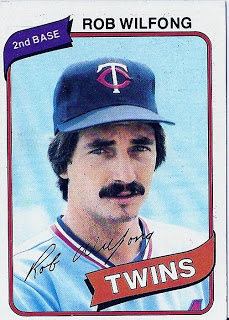 ROB WILFONG
2nd BASE
TC
Rob Wilfong
TWINS